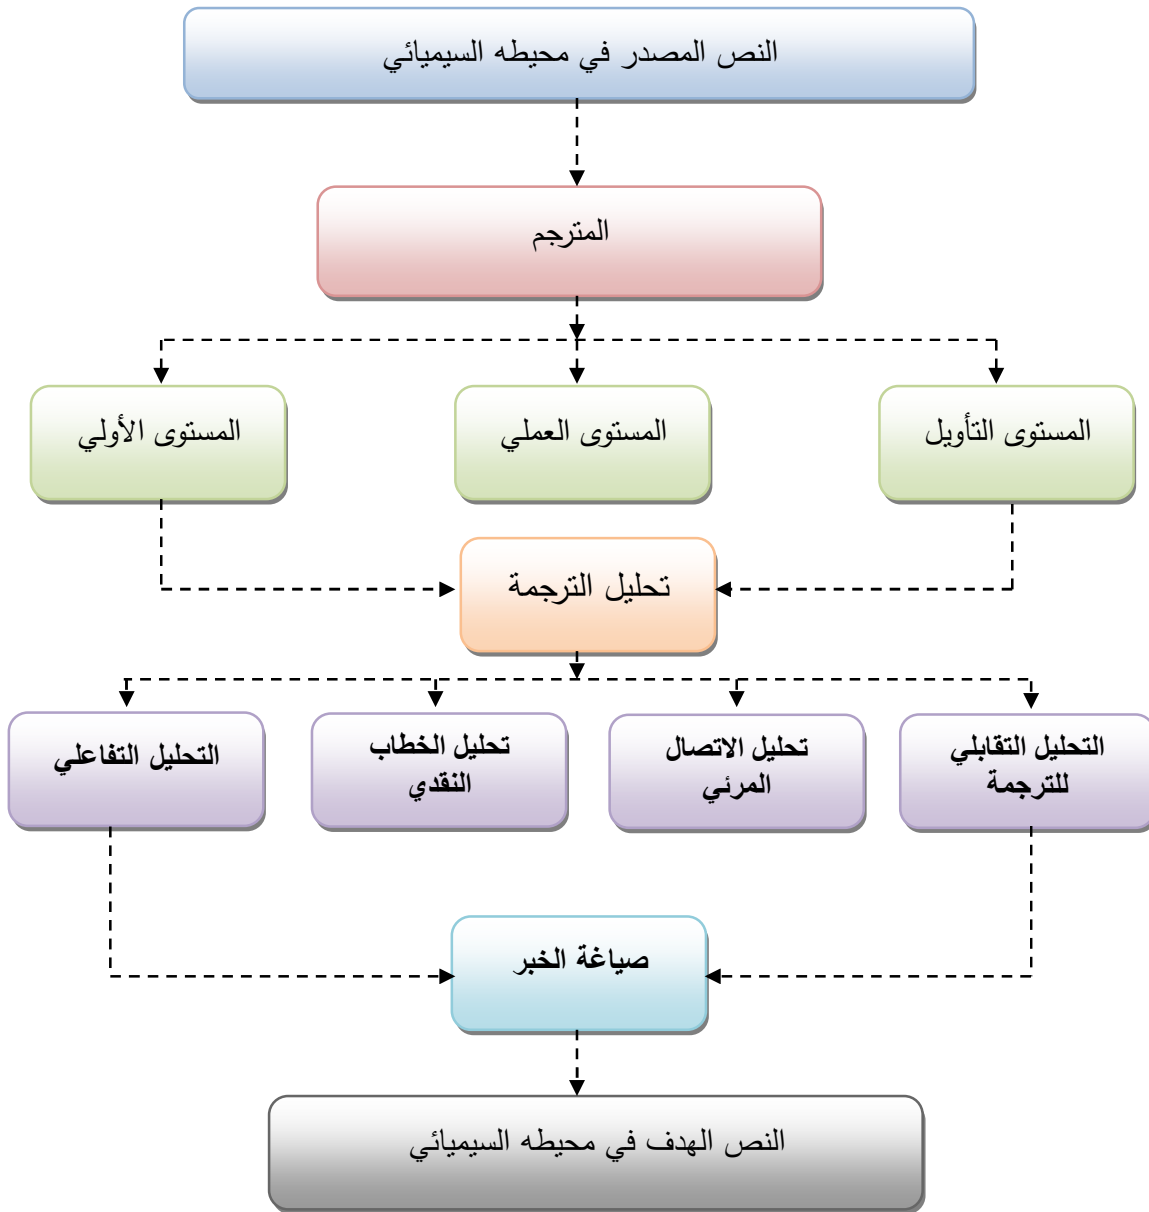 النص المصدر في محيطه السيميائي
المترجم
المستوى التأويل
المستوى العملي
المستوى الأولي
تحليل الترجمة
التحليل التقابلي
للترجمة
تحليل الاتصال
المرئي
تحليل الخطاب
النقدي
التحليل التفاعلي
صياغة الخبر
النص الهدف في محيطه السيميائي